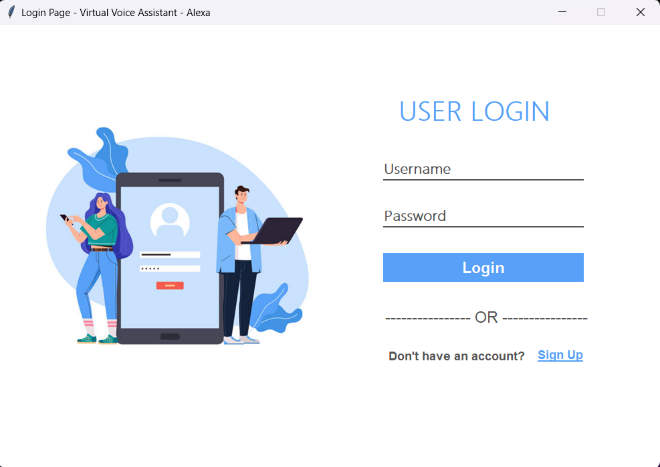 Login Page - Virtual Voice Assistant - Alexa
USER LOGIN
Username
Password
Login
---------------- OR ----------------
Don't have an account? Sign Up